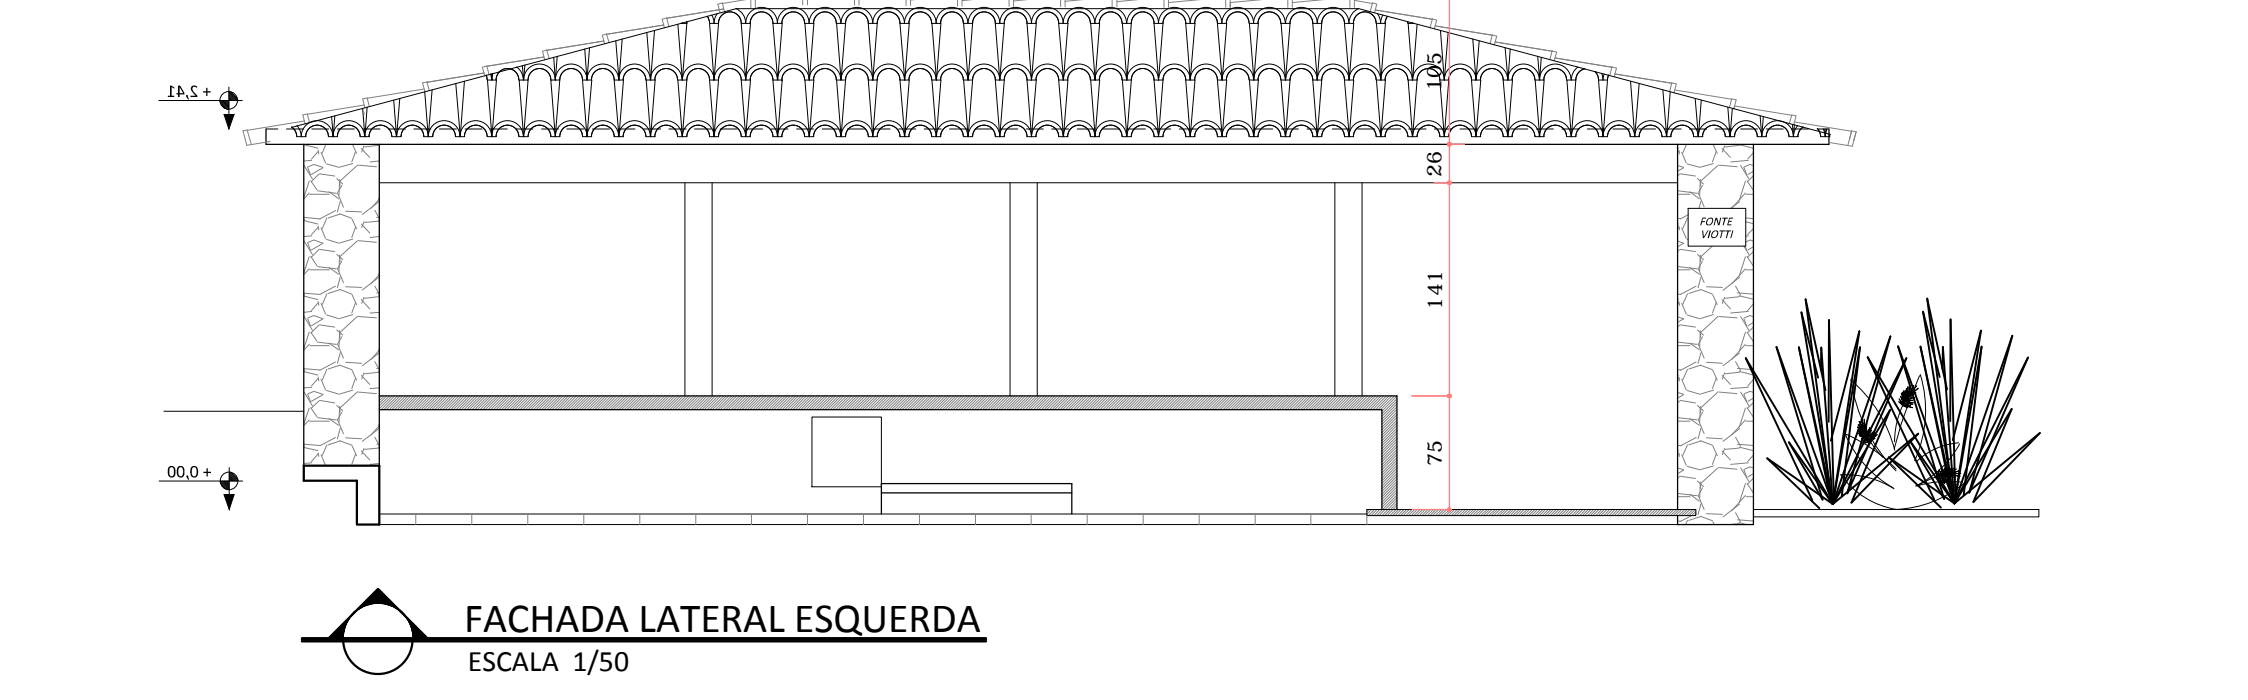 105
+ 2,41
26
FONTE
VIOTTI
141
75
+ 0,00
FACHADA LATERAL ESQUERDA
ESCALA 1/50